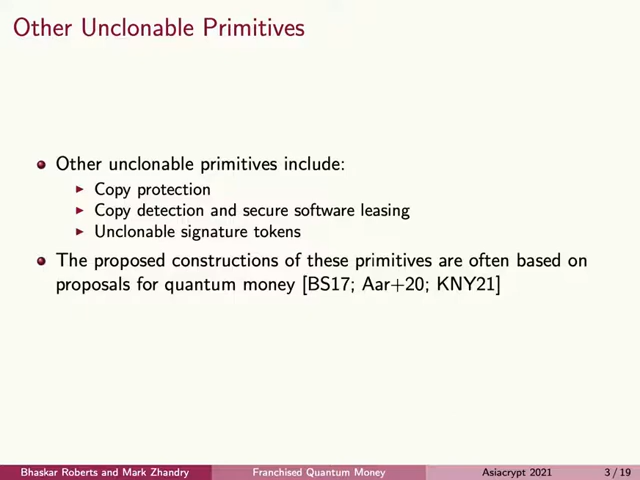 Other Unclonable Primitives
Other unclonable primitives include:
Copy protection
Copy detection and secure software leasing
Unclonable signature tokens
The proposed constructions of these primitives are often based on
proposals for quantum money [BS17; Aar+20; KNY21]
Bhaskar Roberts and Mark Zhandry Franchised Quantum Money Asiacrypt 2021 3 / 19